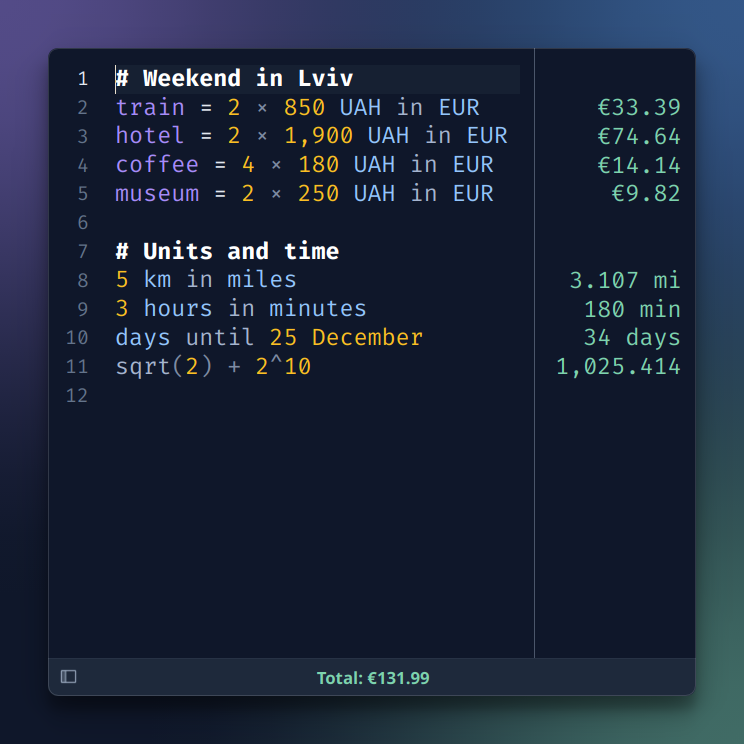 1 # Weekend in Lviv
2 train = 2 × 850 UAH in EUR €33.39
3 hotel = 2 × 1,900 UAH in EUR €74.64
4 coffee = 4 × 180 UAH in EUR €14.14
5 museum = 2 × 250 UAH in EUR €9.82
6
7 # Units and time
8 5 km in miles 3.107 mi
9 3 hours in minutes 180 min
10 days until 25 December 34 days
11 sqrt(2) + 2^10 1,025.414
12
Total: €131.99